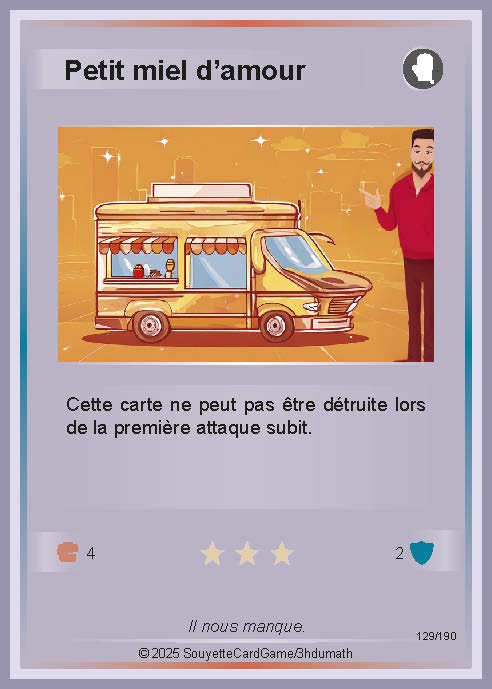 Petit miel d’amour
Cette carte ne peut pas être détruite lors
de la première attaque subit.
4
2
Il nous manque.
129/190
© 2025 SouyetteCardGame/3hdumath